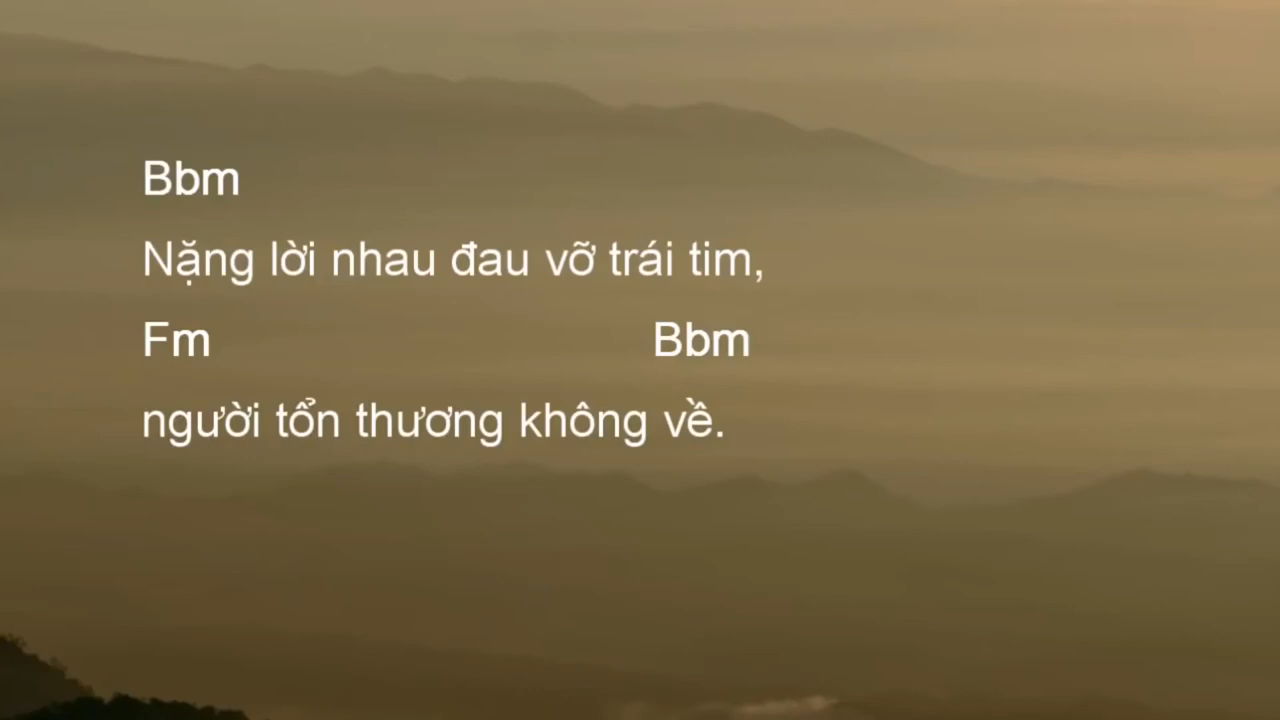 Bbm
Nặng lời nhau đau vỡ trái tim,
Fm Bbm
người tổn thương không về.